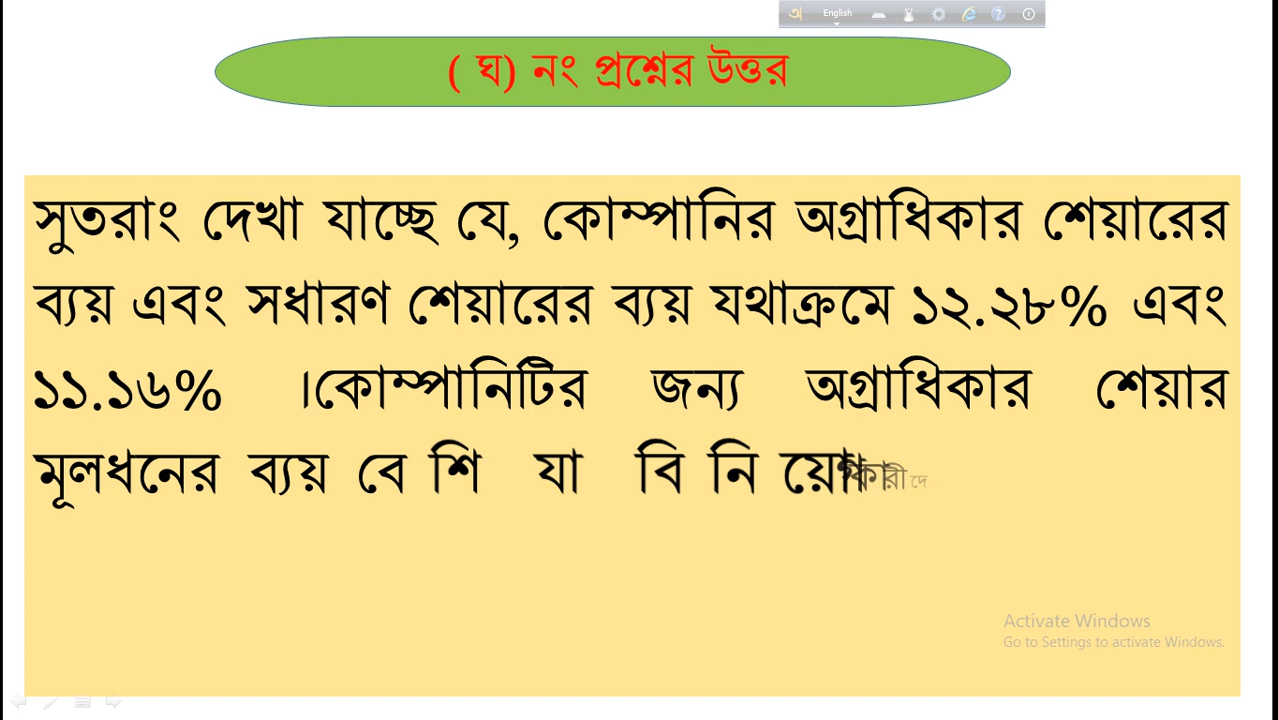 অ English
( ঘ) নং প্রশ্নের উত্তর
সুতরাং দেখা যাচ্ছে যে, কোম্পানির অগ্রাধিকার শেয়ারের
ব্যয় এবং সধারণ শেয়ারের ব্যয় যথাক্রমে ১২.২৮% এবং
১১.১৬% ।কোম্পানিটির জন্য অগ্রাধিকার শেয়ার
মূলধনের ব্যয় বেশি যা বিনিয়োগকারীদে
Activate Windows
Go to Settings to activate Windows.